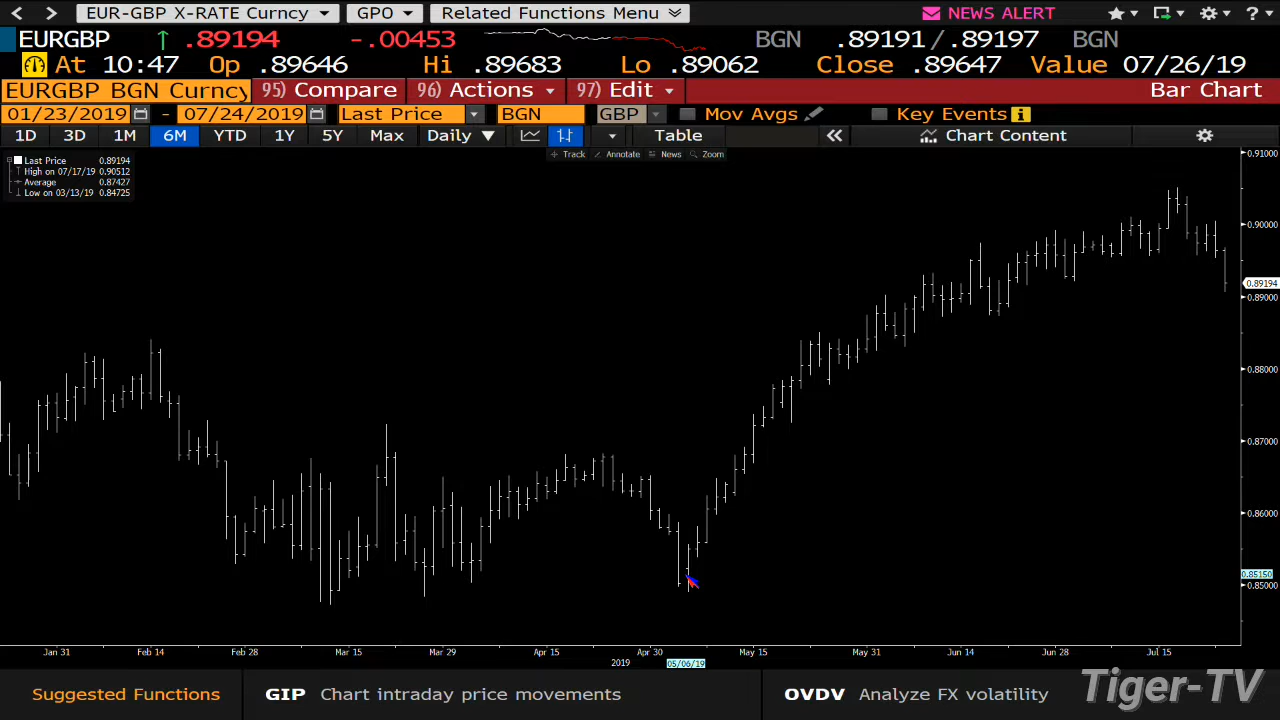 EUR-GBP X-RATE Curncy GPO Related Functions Menu NEWS ALERT ?
EURGBP ↑ .89194 -.00453 BGN .89191/.89197 BGN
At 10:47 Op .89646 Hi .89683 Lo .89062 Close .89647 Value 07/26/19
EURGBP BGN Curncy 95) Compare 96) Actions 97) Edit Bar Chart
01/23/2019 - 07/24/2019 Last Price BGN GBP Mov Avgs Key Events
1D 3D 1M 6M YTD 1Y 5Y Max Daily ▼ Table « Chart Content
Track Annotate News Zoom
Last Price 0.89194
High on 07/17/19 0.90512
Average 0.87427
Low on 03/13/19 0.84725
0.91000
0.90000
0.89194
0.89000
0.88000
0.87000
0.86000
0.85150
0.85000
Jan 31 Feb 14 Feb 28 Mar 15 Mar 29 Apr 15 Apr 30 May 15 May 31 Jun 14 Jun 28 Jul 15
2019 05/06/19
Suggested Functions GIP Chart intraday price movements OVDV Analyze FX volatility
Tiger-TV